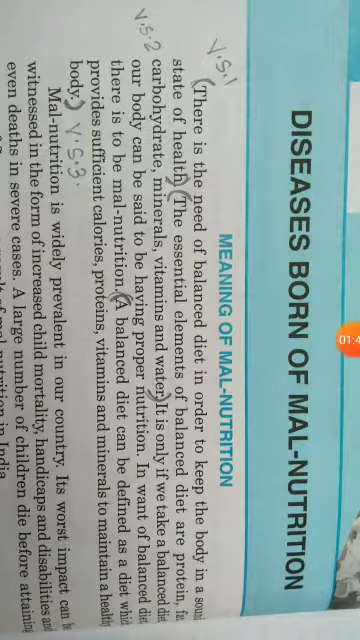 01:4
DISEASES BORN OF MAL-NUTRITION
MEANING OF MAL-NUTRITION
V.S.1
(There is the need of balanced diet in order to keep the body in a sound
state of health.) (The essential elements of balanced diet are protein, fat
V.S.2 carbohydrate, minerals, vitamins and water.) It is only if we take a balanced diet
our body can be said to be having proper nutrition. In want of balanced diet
there is to be mal-nutrition. (A balanced diet can be defined as a diet which
provides sufficient calories, proteins, vitamins and minerals to maintain a healthy
body.) V.S.3.
Mal-nutrition is widely prevalent in our country. Its worst impact can be
witnessed in the form of increased child mortality, handicaps and disabilities and
even deaths in severe cases. A large number of children die before attaining
result of mal-nutrition in India